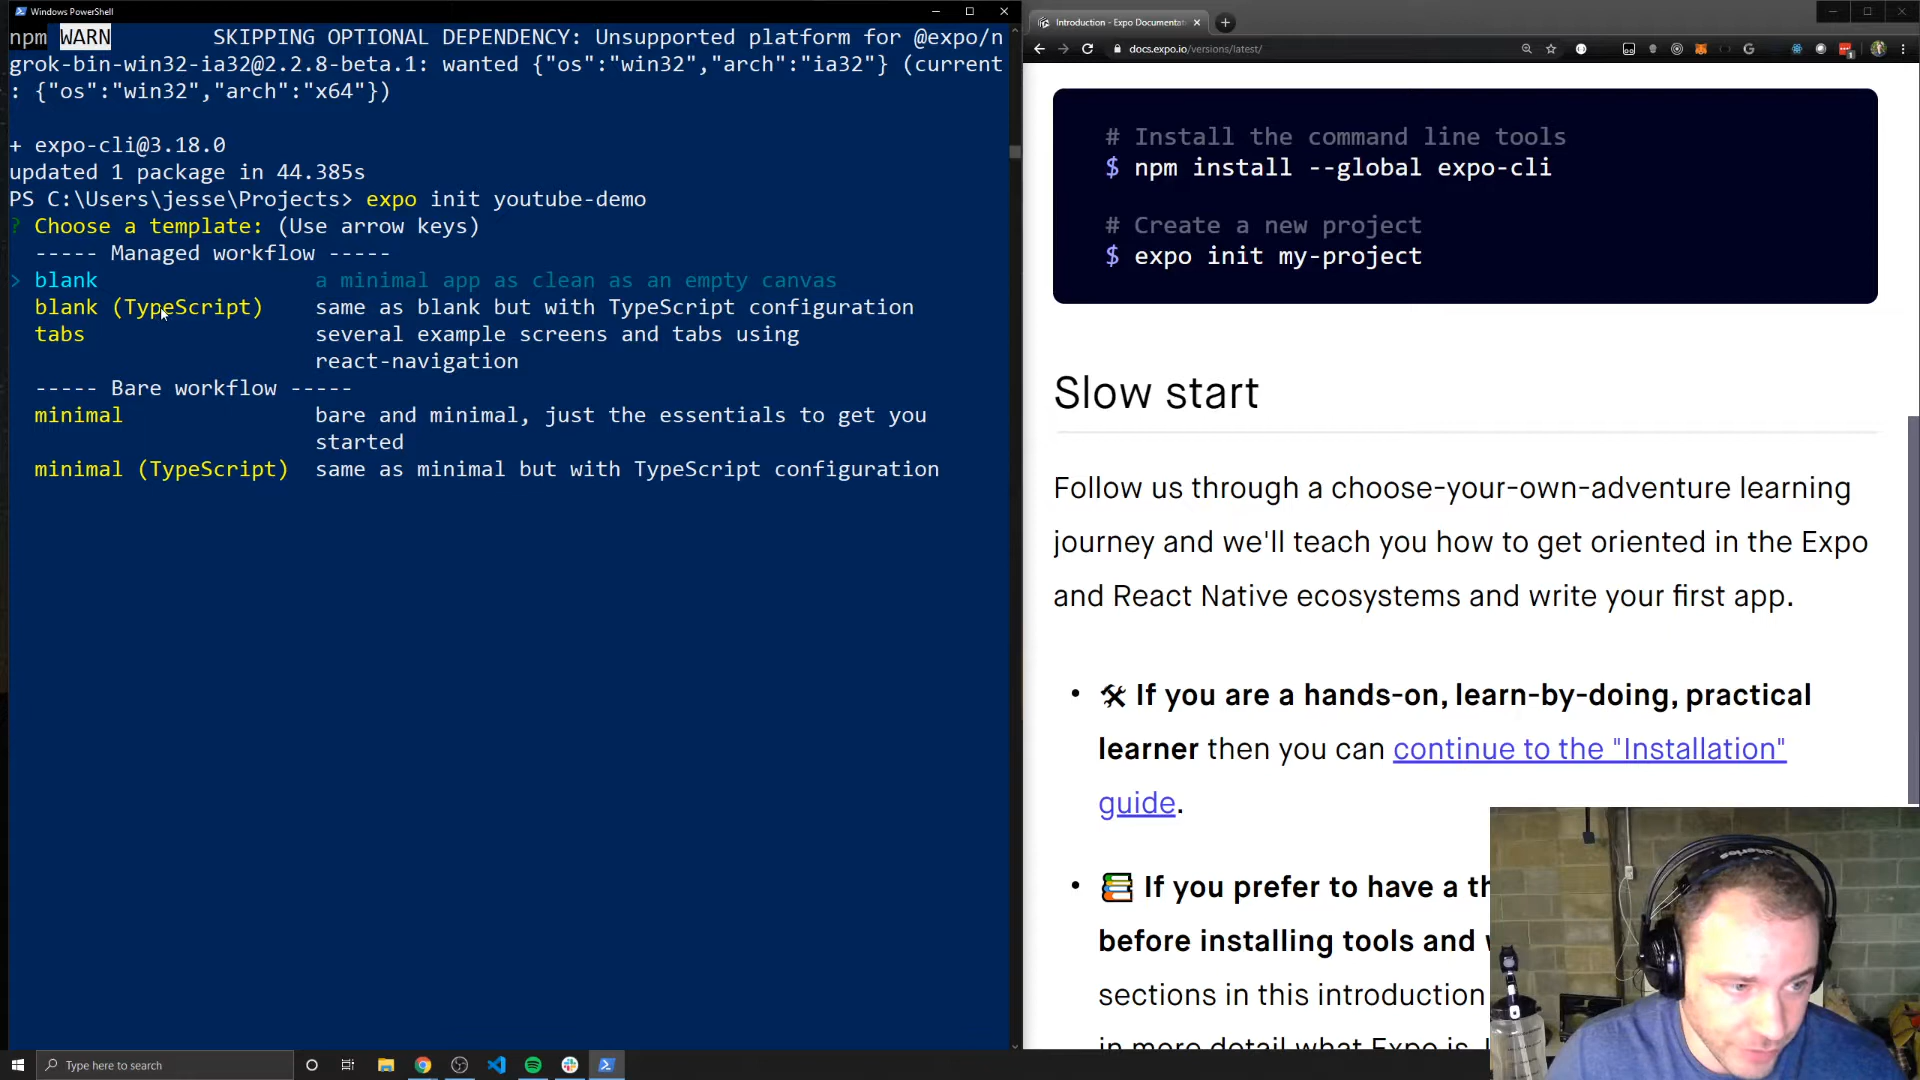 Windows PowerShell
npm WARN SKIPPING OPTIONAL DEPENDENCY: Unsupported platform for @expo/n
grok-bin-win32-ia32@2.2.8-beta.1: wanted {"os":"win32","arch":"ia32"} (current
: {"os":"win32","arch":"x64"})
+ expo-cli@3.18.0
updated 1 package in 44.385s
PS C:\Users\jesse\Projects> expo init youtube-demo
? Choose a template: (Use arrow keys)
----- Managed workflow -----
> blank a minimal app as clean as an empty canvas
blank (TypeScript) same as blank but with TypeScript configuration
tabs several example screens and tabs using
react-navigation
----- Bare workflow -----
minimal bare and minimal, just the essentials to get you
started
minimal (TypeScript) same as minimal but with TypeScript configuration
Type here to search
Introduction - Expo Documentat
docs.expo.io/versions/latest/
# Install the command line tools
$ npm install --global expo-cli
# Create a new project
$ expo init my-project
Slow start
Follow us through a choose-your-own-adventure learning
journey and we'll teach you how to get oriented in the Expo
and React Native ecosystems and write your first app.
• 🛠 If you are a hands-on, learn-by-doing, practical
learner then you can continue to the "Installation"
guide.
• 📚 If you prefer to have a th
before installing tools and
sections in this introduction
in more detail what Expo is,